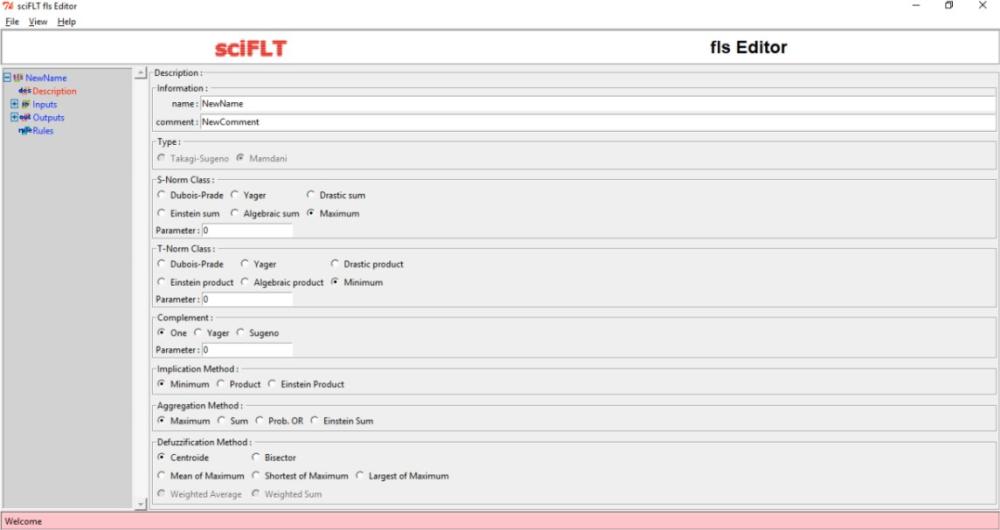 sciFLT fls Editor
File View Help
sciFLT fls Editor
NewName
des Description
Inputs
out Outputs
rule Rules
Description :
Information :
name : NewName
comment : NewComment
Type :
Takagi-Sugeno Mamdani
S-Norm Class :
Dubois-Prade Yager Drastic sum
Einstein sum Algebraic sum Maximum
Parameter : 0
T-Norm Class :
Dubois-Prade Yager Drastic product
Einstein product Algebraic product Minimum
Parameter : 0
Complement :
One Yager Sugeno
Parameter : 0
Implication Method :
Minimum Product Einstein Product
Aggregation Method :
Maximum Sum Prob. OR Einstein Sum
Defuzzification Method :
Centroide Bisector
Mean of Maximum Shortest of Maximum Largest of Maximum
Weighted Average Weighted Sum
Welcome